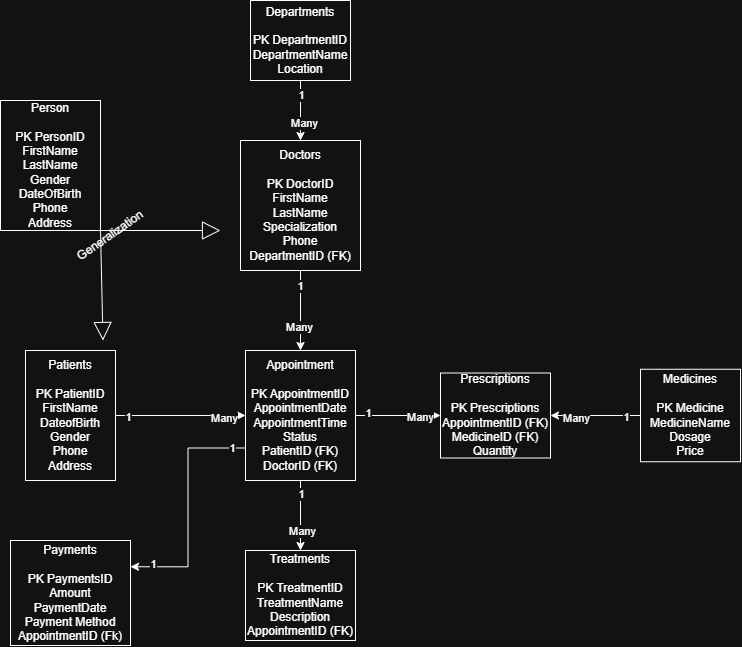 Departments
PK DepartmentID
DepartmentName
Location
1
Many
Person
PK PersonID
FirstName
LastName
Gender
DateOfBirth
Phone
Address
Generalization
Doctors
PK DoctorID
FirstName
LastName
Specialization
Phone
DepartmentID (FK)
1
Many
Patients
PK PatientID
FirstName
DateofBirth
Gender
Phone
Address
1
Many
Appointment
PK AppointmentID
AppointmentDate
AppointmentTime
Status
PatientID (FK)
DoctorID (FK)
1
Many
Prescriptions
PK Prescriptions
AppointmentID (FK)
MedicineID (FK)
Quantity
Many
1
Medicines
PK Medicine
MedicineName
Dosage
Price
1
1
Payments
PK PaymentsID
Amount
PaymentDate
Payment Method
AppointmentID (Fk)
1
Many
Treatments
PK TreatmentID
TreatmentName
Description
AppointmentID (FK)